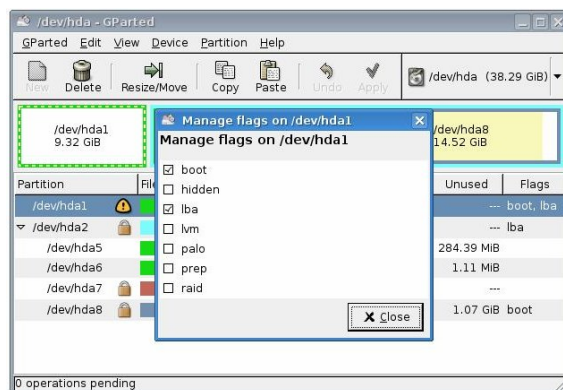 /dev/hda - GParted
GParted Edit View Device Partition Help
New Delete Resize/Move Copy Paste Undo Apply /dev/hda (38.29 GiB)
/dev/hda1
9.32 GiB
/dev/hda8
14.52 GiB
Manage flags on /dev/hda1
Manage flags on /dev/hda1
boot
hidden
lba
lvm
palo
prep
raid
Close
Partition Unused Flags
/dev/hda1 --- boot, lba
/dev/hda2 --- lba
/dev/hda5 284.39 MiB
/dev/hda6 1.11 MiB
/dev/hda7 ---
/dev/hda8 1.07 GiB boot
0 operations pending